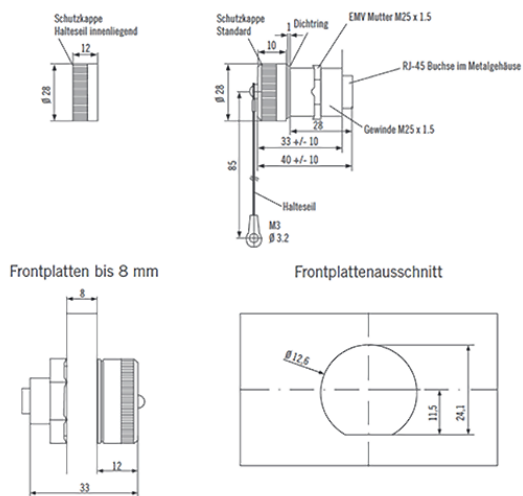 Schutzkappe
Halteseil innenliegend
12
Ø 28
Schutzkappe
Standard
1
Dichtring
EMV Mutter M25 x 1.5
10
RJ-45 Buchse im Metalgehäuse
Ø 28
28
Gewinde M25 x 1.5
33 +/- 10
40 +/- 10
85
Halteseil
M3
Ø 3.2
Frontplatten bis 8 mm
8
12
33
Frontplattenausschnitt
Ø 12,6
11,5
24,1